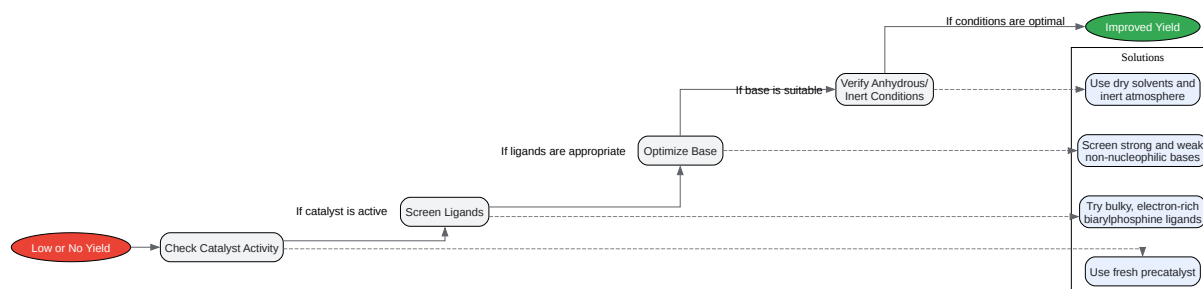 If conditions are optimal
Improved Yield
Solutions
If base is suitable
Verify Anhydrous/
Inert Conditions
Use dry solvents and
inert atmosphere
If ligands are appropriate
Optimize Base
Screen strong and weak
non-nucleophilic bases
If catalyst is active
Screen Ligands
Try bulky, electron-rich
biarylphosphine ligands
Low or No Yield
Check Catalyst Activity
Use fresh precatalyst